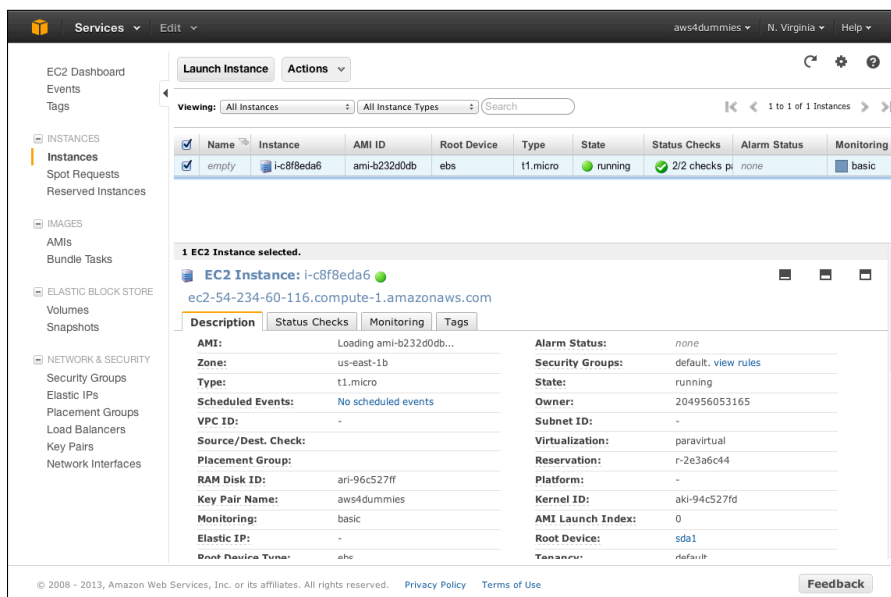 Services Edit aws4dummies N. Virginia Help
EC2 Dashboard
Events
Tags
INSTANCES
Instances
Spot Requests
Reserved Instances
IMAGES
AMIs
Bundle Tasks
ELASTIC BLOCK STORE
Volumes
Snapshots
NETWORK & SECURITY
Security Groups
Elastic IPs
Placement Groups
Load Balancers
Key Pairs
Network Interfaces
Launch Instance Actions
Viewing: All Instances All Instance Types Search 1 to 1 of 1 Instances
Name Instance AMI ID Root Device Type State Status Checks Alarm Status Monitoring
empty i-c8f8eda6 ami-b232d0db ebs t1.micro running 2/2 checks pa none basic
1 EC2 Instance selected.
EC2 Instance: i-c8f8eda6
ec2-54-234-60-116.compute-1.amazonaws.com
Description Status Checks Monitoring Tags
AMI: Loading ami-b232d0db... Alarm Status: none
Zone: us-east-1b Security Groups: default. view rules
Type: t1.micro State: running
Scheduled Events: No scheduled events Owner: 204956053165
VPC ID: - Subnet ID: -
Source/Dest. Check: Virtualization: paravirtual
Placement Group: Reservation: r-2e3a6c44
RAM Disk ID: ari-96c527ff Platform: -
Key Pair Name: aws4dummies Kernel ID: aki-94c527fd
Monitoring: basic AMI Launch Index: 0
Elastic IP: - Root Device: sda1
Root Device Type: ebs Tenancy: default
© 2008 - 2013, Amazon Web Services, Inc. or its affiliates. All rights reserved. Privacy Policy Terms of Use Feedback